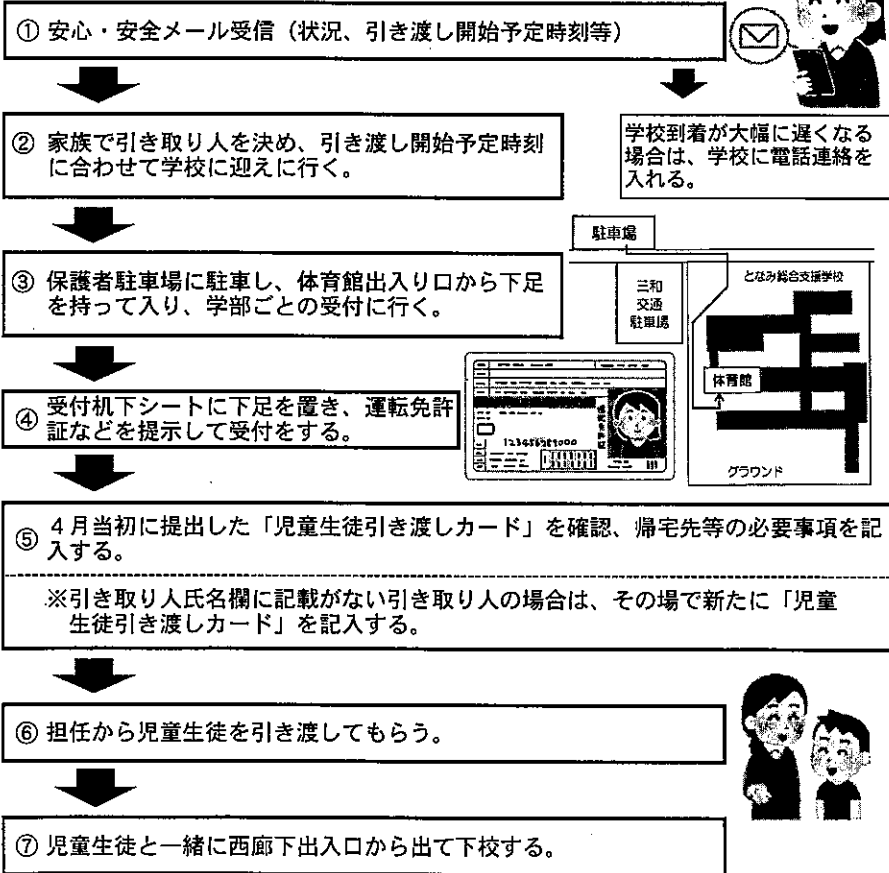 ① 安心・安全メール受信（状況、引き渡し開始予定時刻等）
② 家族で引き取り人を決め、引き渡し開始予定時刻
に合わせて学校に迎えに行く。
学校到着が大幅に遅くなる
場合は、学校に電話連絡を
入れる。
③ 保護者駐車場に駐車し、体育館出入り口から下足
を持って入り、学部ごとの受付に行く。
駐車場
三和
交通
駐車場
となみ総合支援学校
体育館
グラウンド
④ 受付机下シートに下足を置き、運転免許
証などを提示して受付をする。
⑤ ４月当初に提出した「児童生徒引き渡しカード」を確認、帰宅先等の必要事項を記
入する。
※引き取り人氏名欄に記載がない引き取り人の場合は、その場で新たに「児童
生徒引き渡しカード」を記入する。
⑥ 担任から児童生徒を引き渡してもらう。
⑦ 児童生徒と一緒に西廊下出入口から出て下校する。